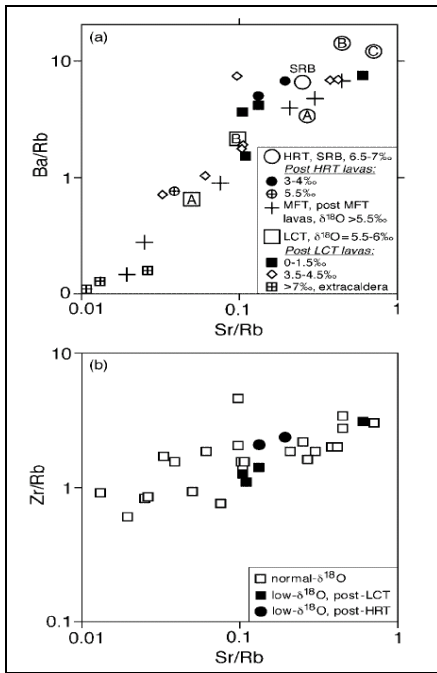 (a)
B
C
SRB
A
B
A
10
1
0
Ba/Rb
HRT, SRB, 6.5-7‰
Post HRT lavas:
3-4‰
5.5‰
MFT, post MFT
lavas, δ18O >5.5‰
LCT, δ18O = 5.5-6‰
Post LCT lavas:
0-1.5‰
3.5-4.5‰
>7‰, extracaldera
0.01 0.1 1
Sr/Rb
(b)
10
1
0.1
Zr/Rb
normal-δ18O
low-δ18O, post-LCT
low-δ18O, post-HRT
0.01 0.1 1
Sr/Rb